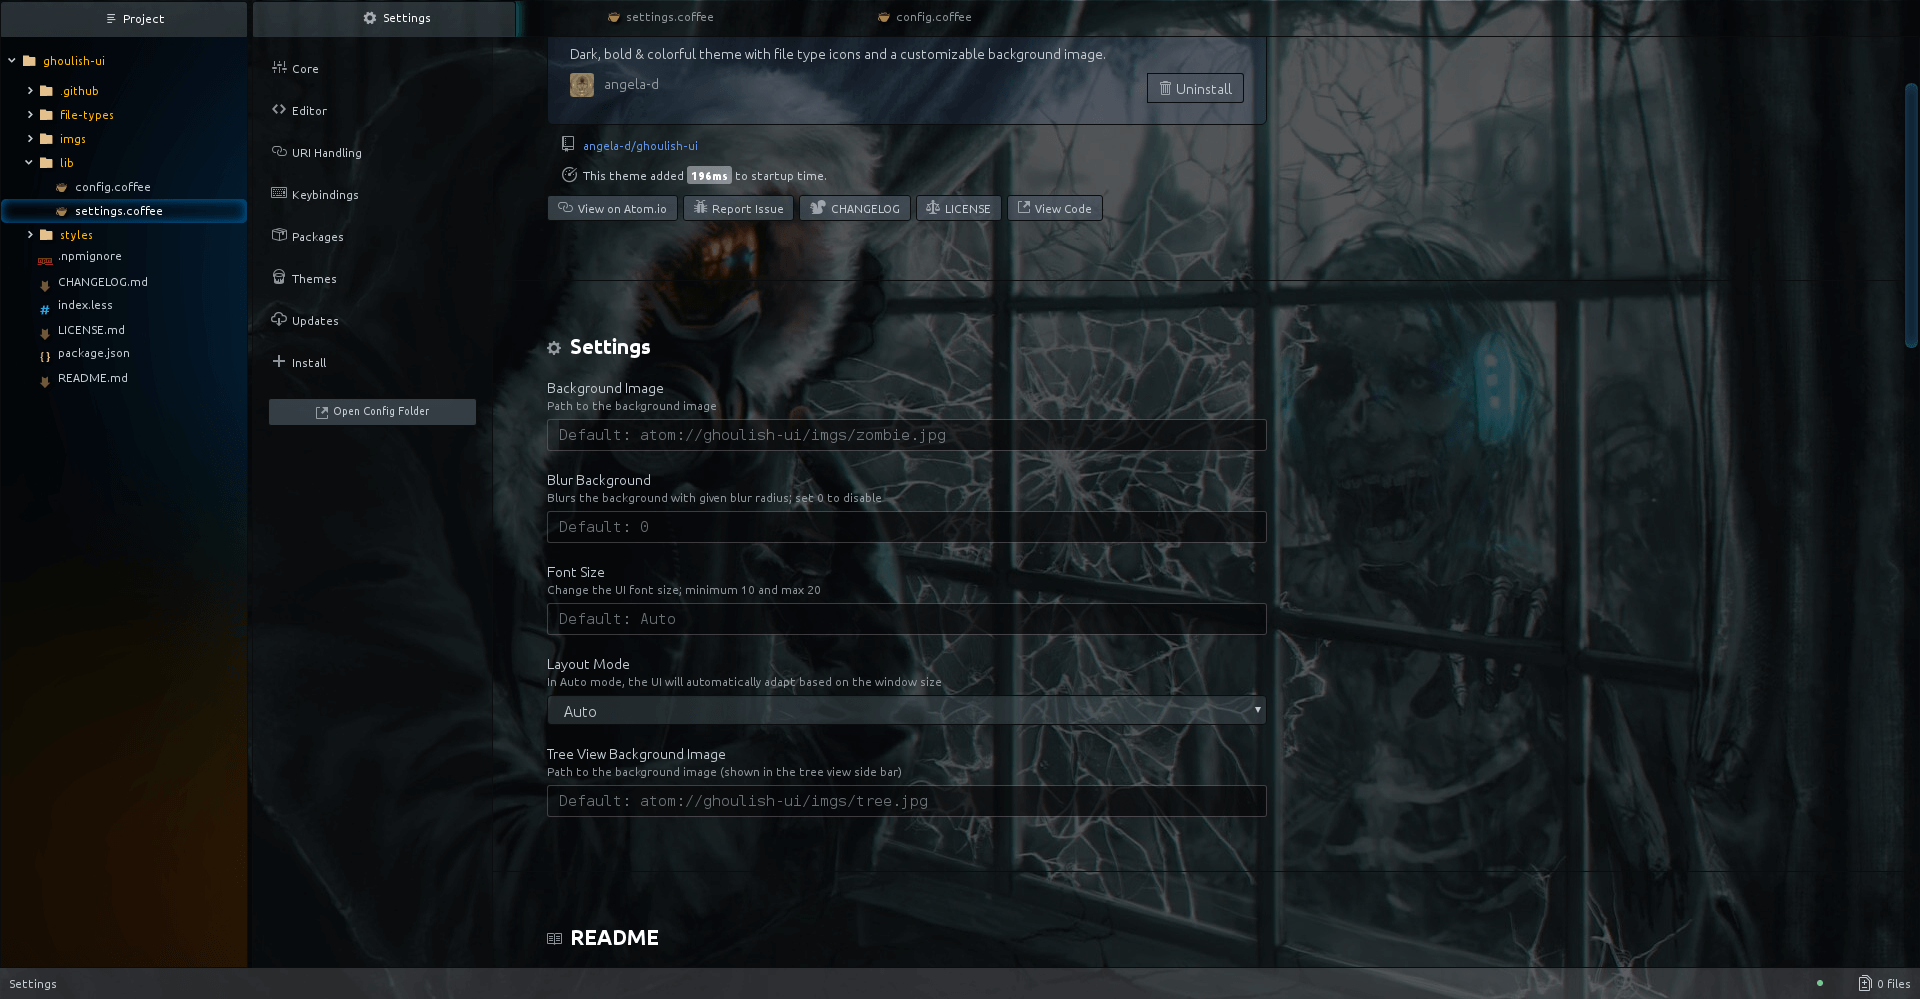 Project
ghoulish-ui
.github
file-types
imgs
lib
config.coffee
settings.coffee
styles
.npmignore
CHANGELOG.md
index.less
LICENSE.md
package.json
README.md
Settings
settings.coffee
config.coffee
Core
Editor
URI Handling
Keybindings
Packages
Themes
Updates
Install
Open Config Folder
Dark, bold & colorful theme with file type icons and a customizable background image.
angela-d
Uninstall
angela-d/ghoulish-ui
This theme added 196ms to startup time.
View on Atom.io
Report Issue
CHANGELOG
LICENSE
View Code
Settings
Background Image
Path to the background image
Default: atom://ghoulish-ui/imgs/zombie.jpg
Blur Background
Blurs the background with given blur radius; set 0 to disable
Default: 0
Font Size
Change the UI font size; minimum 10 and max 20
Default: Auto
Layout Mode
In Auto mode, the UI will automatically adapt based on the window size
Auto
Tree View Background Image
Path to the background image (shown in the tree view side bar)
Default: atom://ghoulish-ui/imgs/tree.jpg
README
Settings
0 files